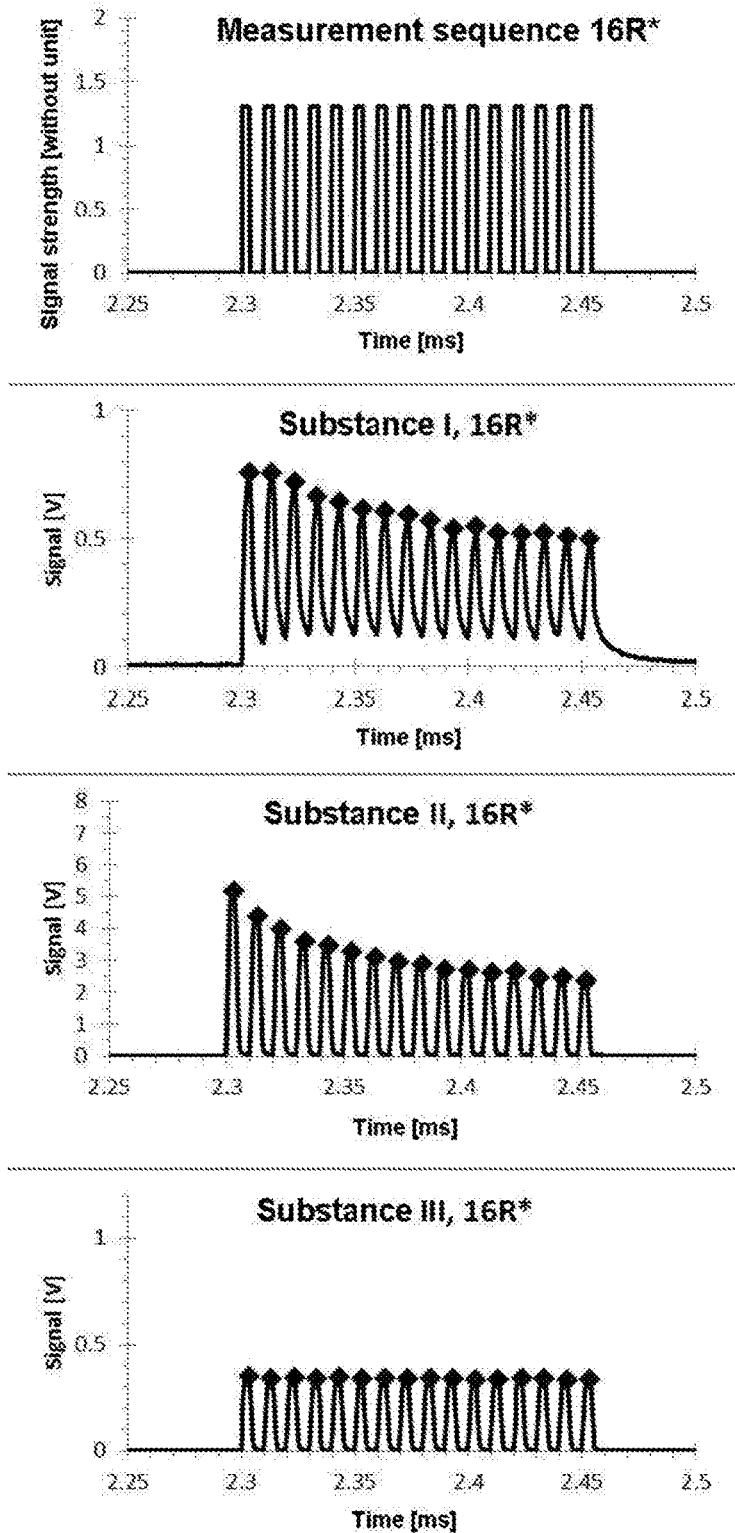 Measurement sequence 16R*
Signal strength [without unit]
2
1.5
1
0.5
0
2.25 2.3 2.35 2.4 2.45 2.5
Time [ms]
Substance I, 16R*
Signal [V]
1
0.5
0
2.25 2.3 2.35 2.4 2.45 2.5
Time [ms]
Substance II, 16R*
Signal [V]
8
7
6
5
4
3
2
1
0
2.25 2.3 2.35 2.4 2.45 2.5
Time [ms]
Substance III, 16R*
Signal [V]
1
0.5
0
2.25 2.3 2.35 2.4 2.45 2.5
Time [ms]